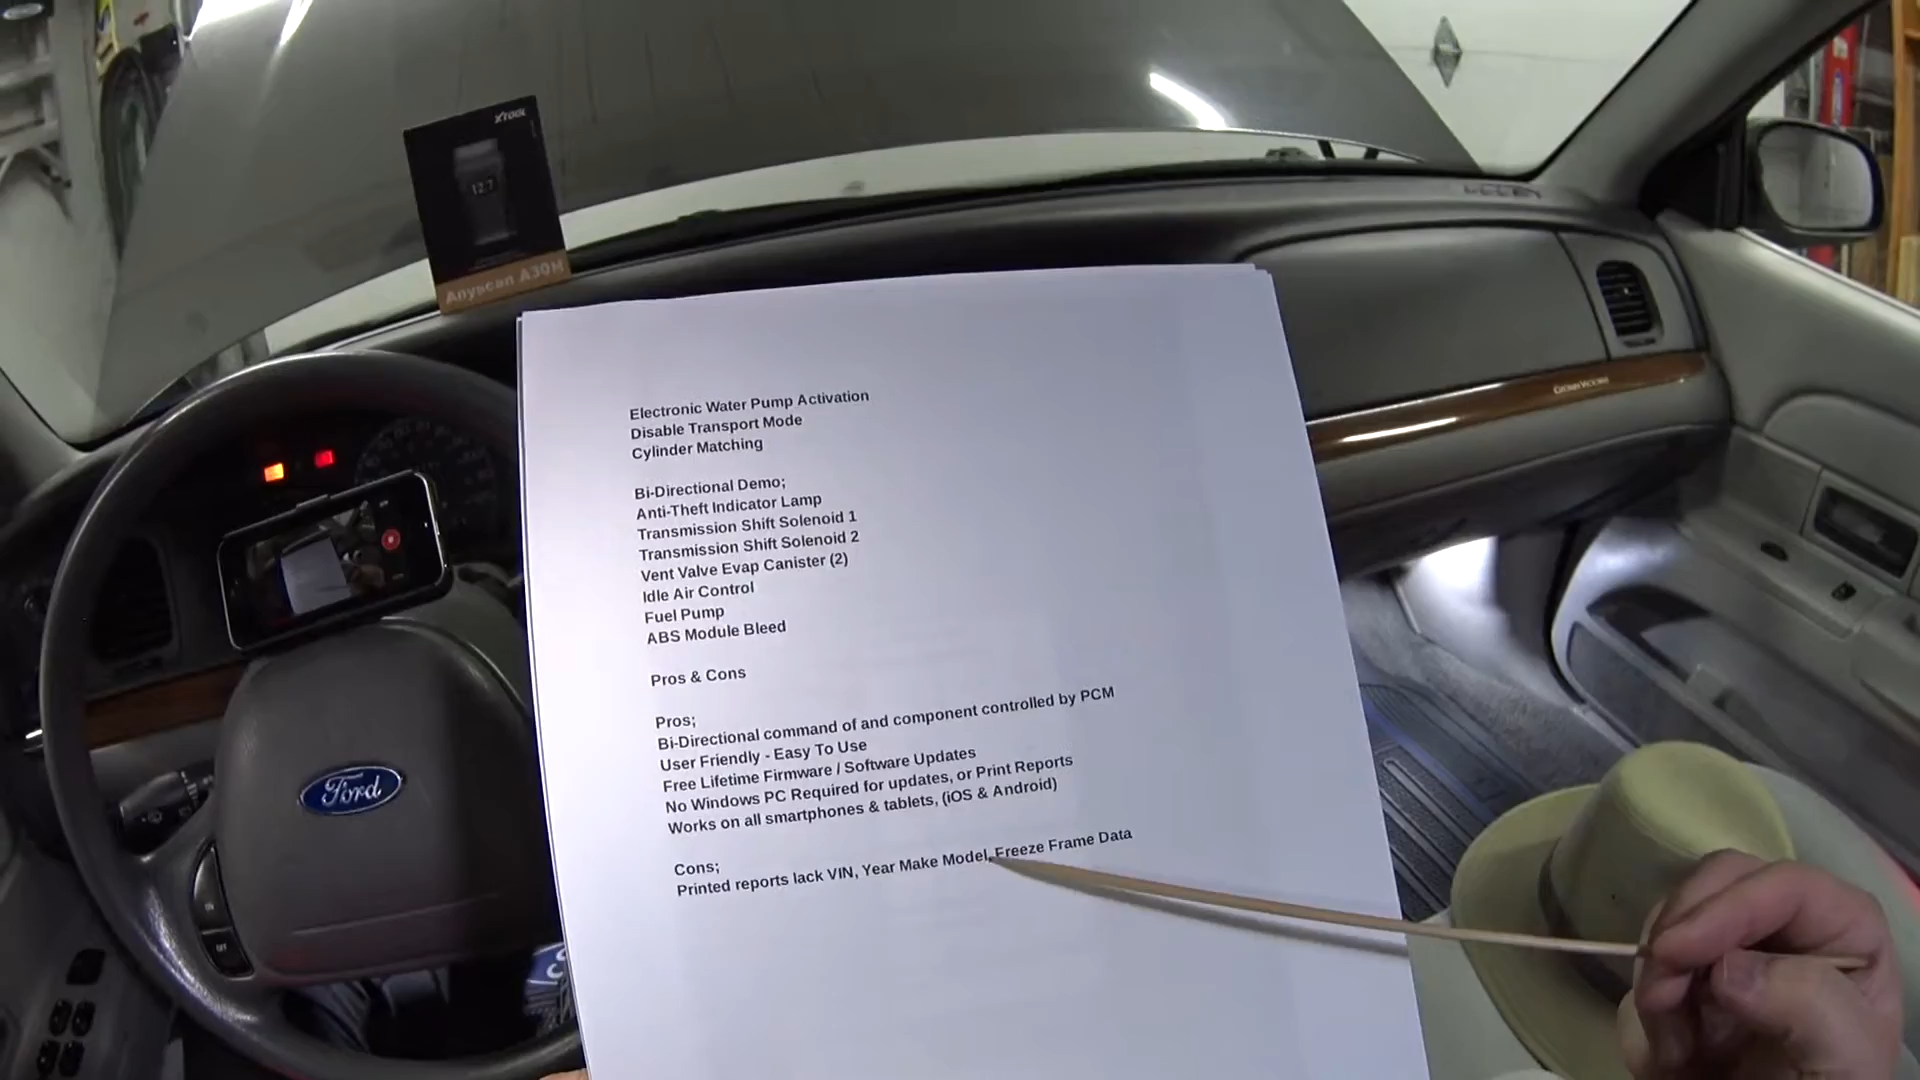 XTOOL
12.7
Anyscan A30M
Electronic Water Pump Activation
Disable Transport Mode
Cylinder Matching
Bi-Directional Demo;
Anti-Theft Indicator Lamp
Transmission Shift Solenoid 1
Transmission Shift Solenoid 2
Vent Valve Evap Canister (2)
Idle Air Control
Fuel Pump
ABS Module Bleed
Pros & Cons
Pros;
Bi-Directional command of and component controlled by PCM
User Friendly - Easy To Use
Free Lifetime Firmware / Software Updates
No Windows PC Required for updates, or Print Reports
Works on all smartphones & tablets, (iOS & Android)
Cons;
Printed reports lack VIN, Year Make Model, Freeze Frame Data
Crown Victoria
Ford
ON
OFF